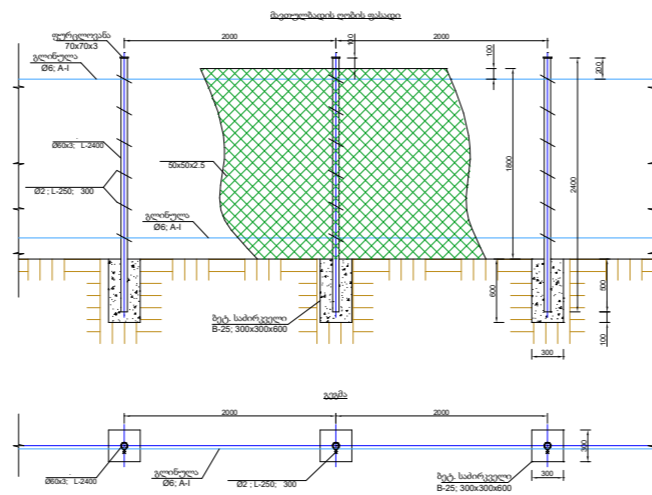 მავთულბადის ღობის ფასადი
ფურცლოვანა
70x70x3
2000
2000
100
100
200
გლინულა
Ø6; A-I
Ø60x3; L-2400
50x50x2.5
1800
2400
Ø2 ; L-250; 300
გლინულა
Ø6; A-I
600
500
100
ბეტ. საძირკველი
B-25; 300x300x600
300
გეგმა
2000
2000
300
Ø60x3; L-2400
გლინულა
Ø6; A-I
Ø2 ; L-250; 300
ბეტ. საძირკველი
B-25; 300x300x600
300